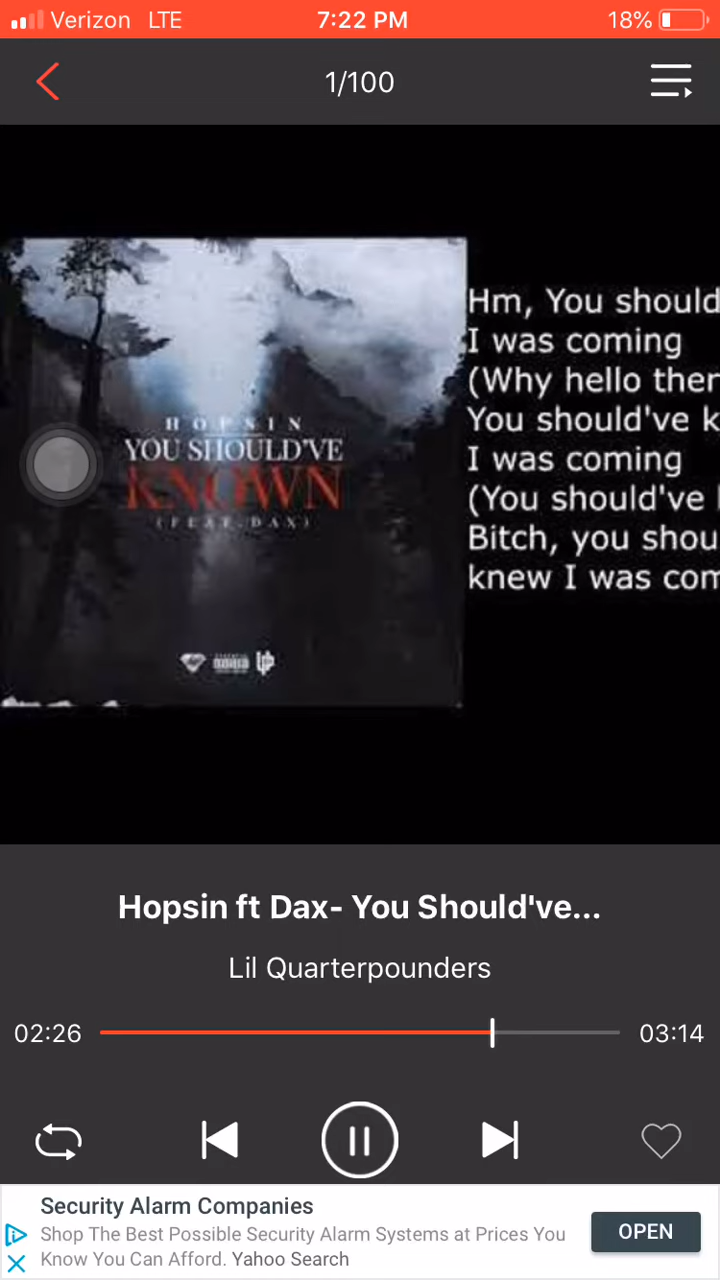 Verizon LTE 7:22 PM 18%
1/100
HOPSIN
YOU SHOULD'VE
KNOWN
(FEAT. DAX)
Hm, You should
I was coming
(Why hello ther
You should've k
I was coming
(You should've
Bitch, you shou
knew I was com
Hopsin ft Dax- You Should've...
Lil Quarterpounders
02:26 03:14
Security Alarm Companies
Shop The Best Possible Security Alarm Systems at Prices You
Know You Can Afford. Yahoo Search
OPEN